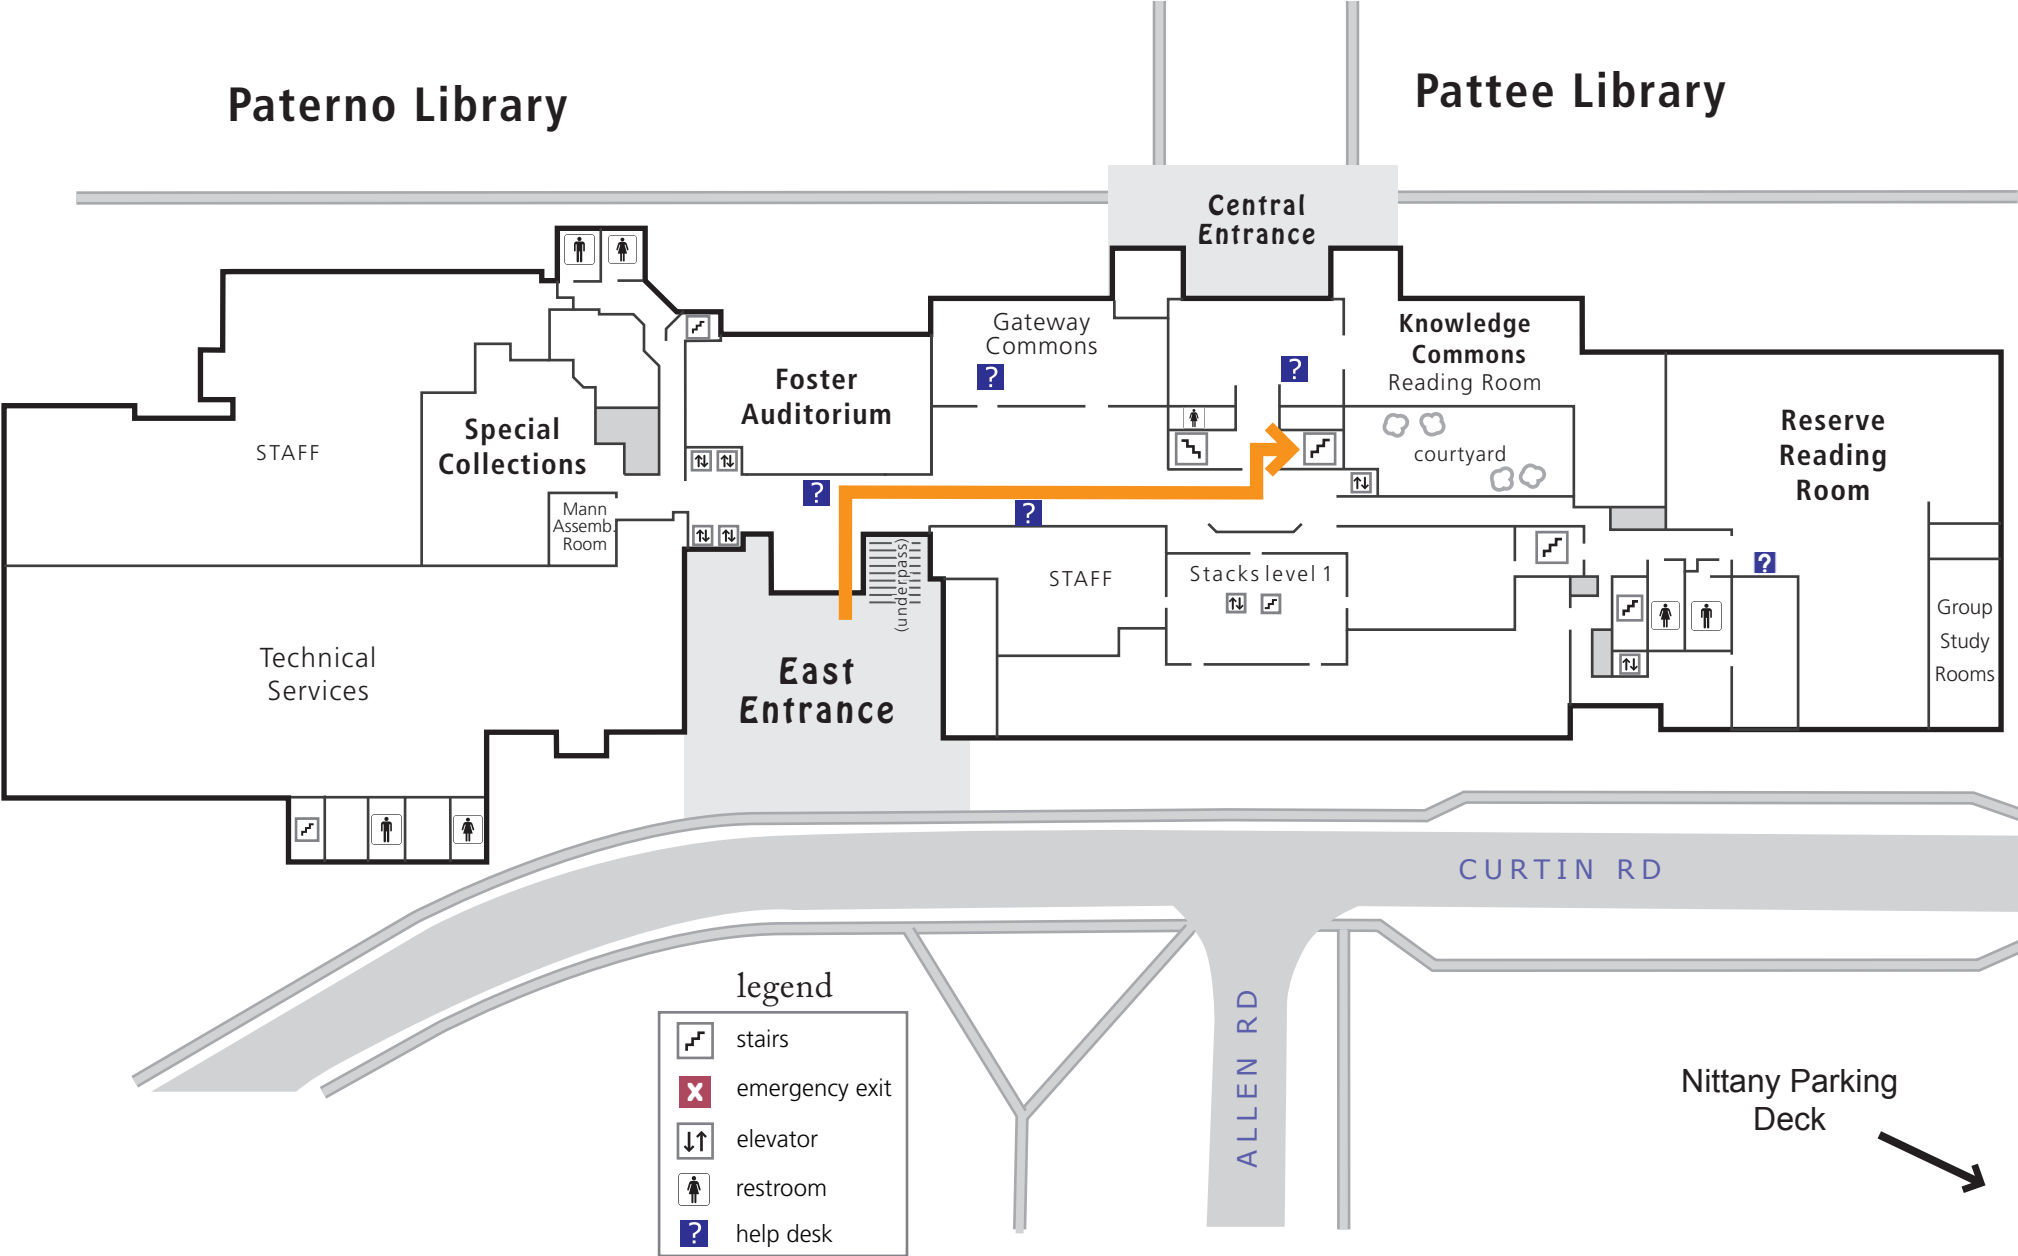 Paterno Library
Pattee Library
Central
Entrance
Gateway
Commons
?
?
Knowledge
Commons
Reading Room
Foster
Auditorium
Special
Collections
STAFF
courtyard
Reserve
Reading
Room
?
?
Mann
Assemb.
Room
(underpass)
STAFF
Stacks level 1
?
Group
Study
Rooms
Technical
Services
East
Entrance
CURTIN RD
ALLEN RD
legend
stairs
x
emergency exit
elevator
restroom
?
help desk
Nittany Parking
Deck